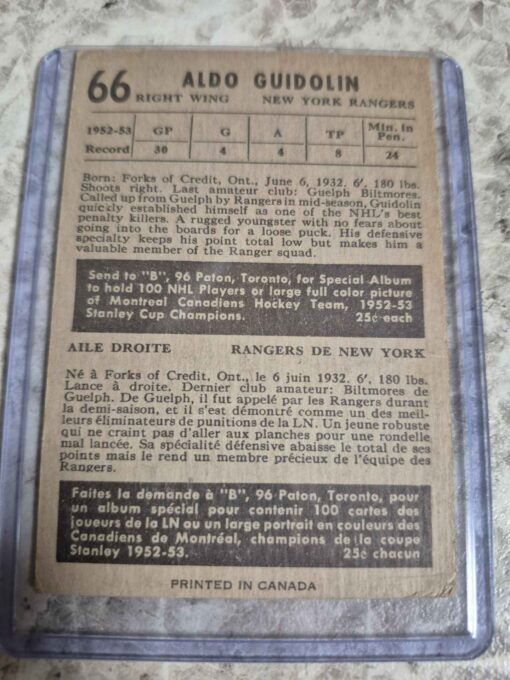 66 ALDO GUIDOLIN
RIGHT WING NEW YORK RANGERS
1952-53 GP G A TP Min. in Pen.
Record 30 4 4 8 24
Born: Forks of Credit, Ont., June 6, 1932. 6'. 180 lbs.
Shoots right. Last amateur club: Guelph Biltmores.
Called up from Guelph by Rangers in mid-season, Guidolin
quickly established himself as one of the NHL's best
penalty killers. A rugged youngster with no fears about
going into the boards for a loose puck. His defensive
specialty keeps his point total low but makes him a
valuable member of the Ranger squad.
Send to "B", 96 Paton, Toronto, for Special Album
to hold 100 NHL Players or large full color picture
of Montreal Canadiens Hockey Team, 1952-53
Stanley Cup Champions. 25¢ each
AILE DROITE RANGERS DE NEW YORK
Né à Forks of Credit, Ont., le 6 juin 1932. 6'. 180 lbs.
Lance à droite. Dernier club amateur: Biltmores de
Guelph. De Guelph, il fut appelé par les Rangers durant
la demi-saison, et il s'est démontré comme un des meil-
leurs éliminateurs de punitions de la LN. Un jeune robuste
qui ne craint pas d'aller aux planches pour une rondelle
mal lancée. Sa spécialité défensive abaisse le total de ses
points mais le rend un membre précieux de l'équipe des
Rangers.
Faites la demande à "B", 96 Paton, Toronto, pour
un album spécial pour contenir 100 cartes des
joueurs de la LN ou un large portrait en couleurs des
Canadiens de Montréal, champions de la coupe
Stanley 1952-53. 25¢ chacun
PRINTED IN CANADA